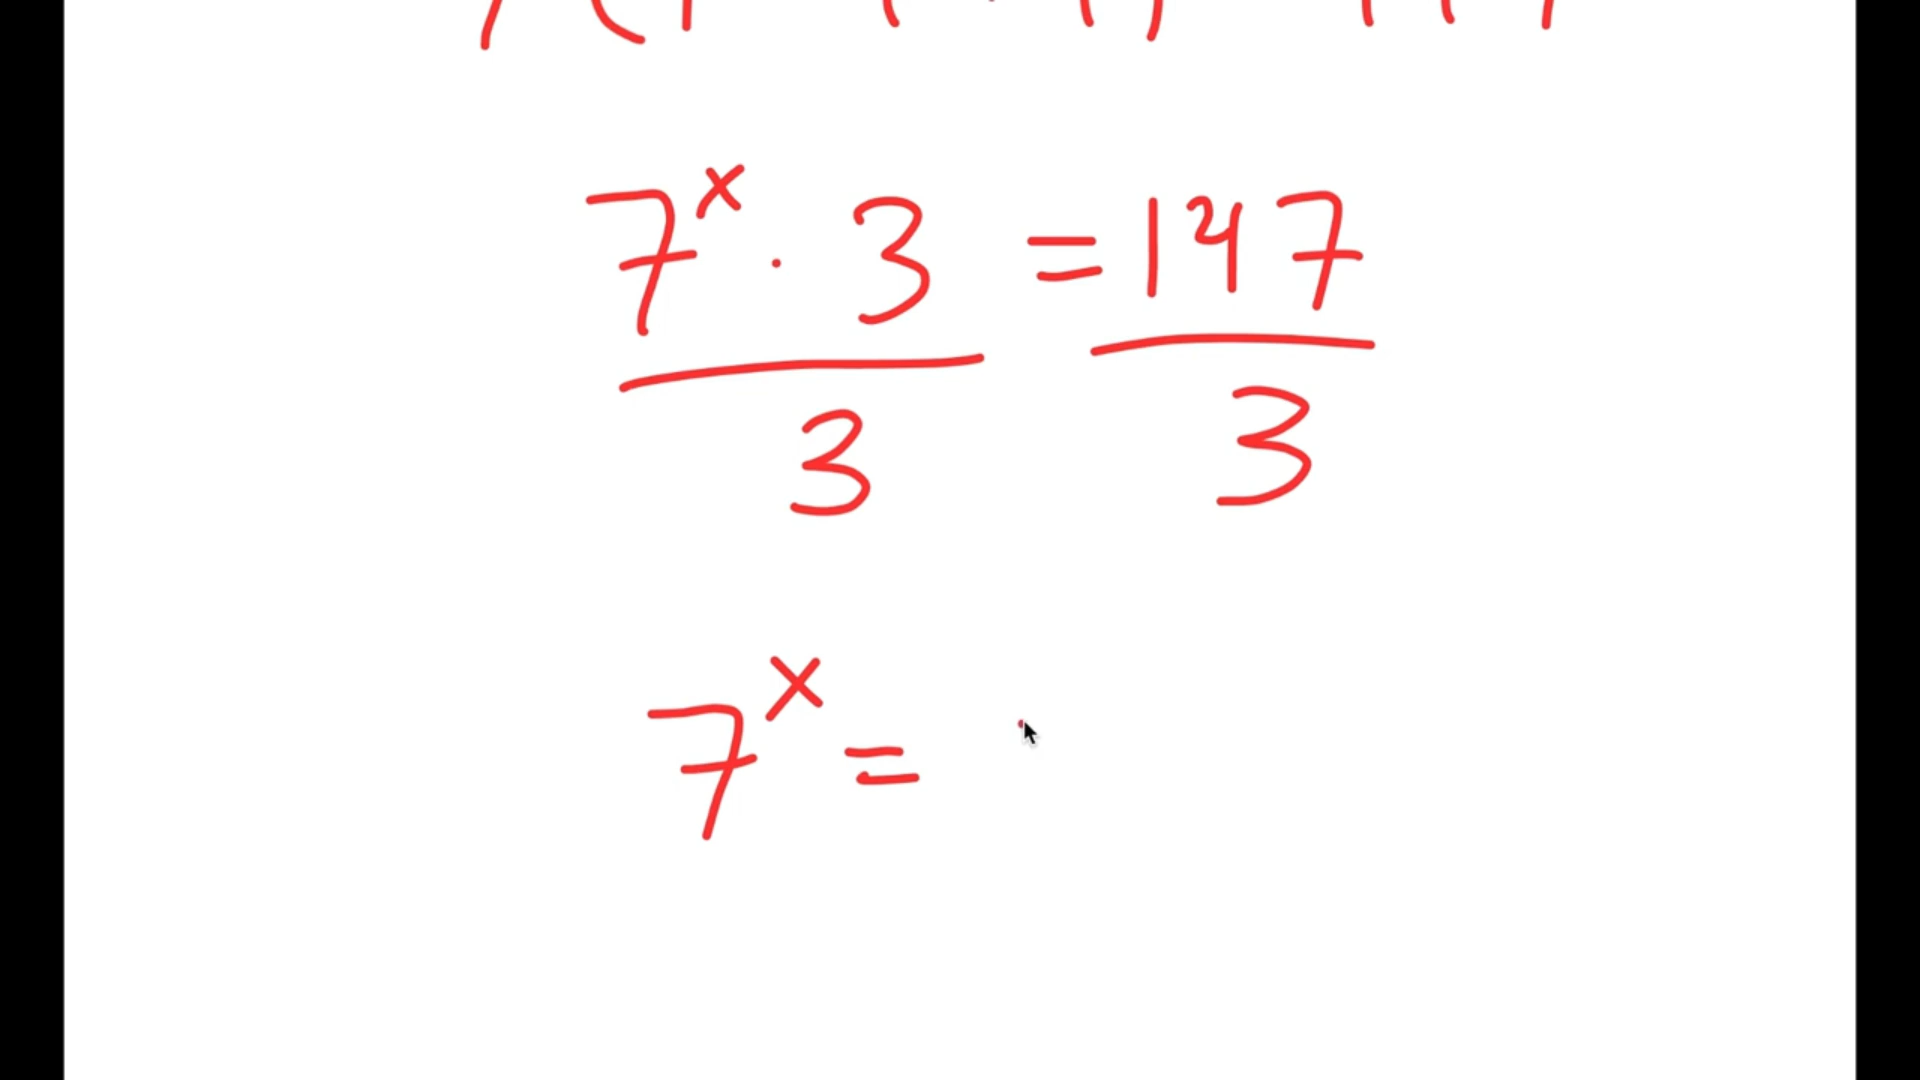 7^x · 3 = 147
3 3
7^x =